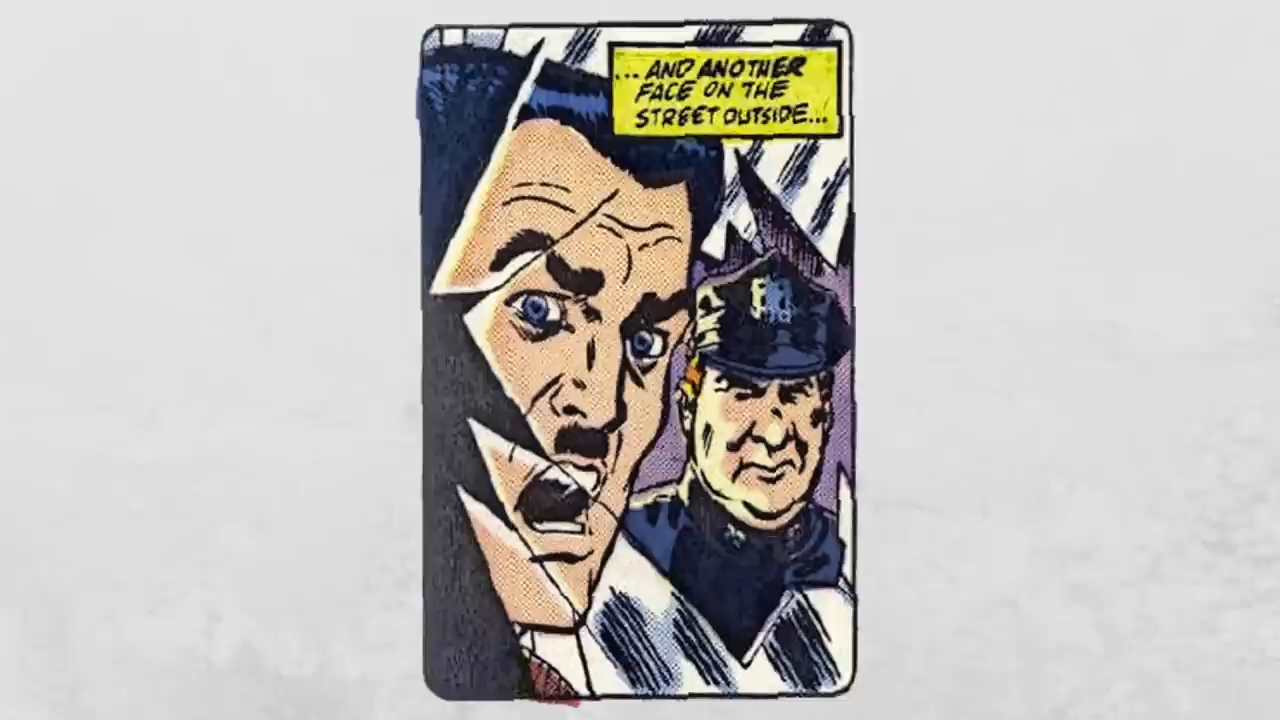 ... AND ANOTHER
FACE ON THE
STREET OUTSIDE...